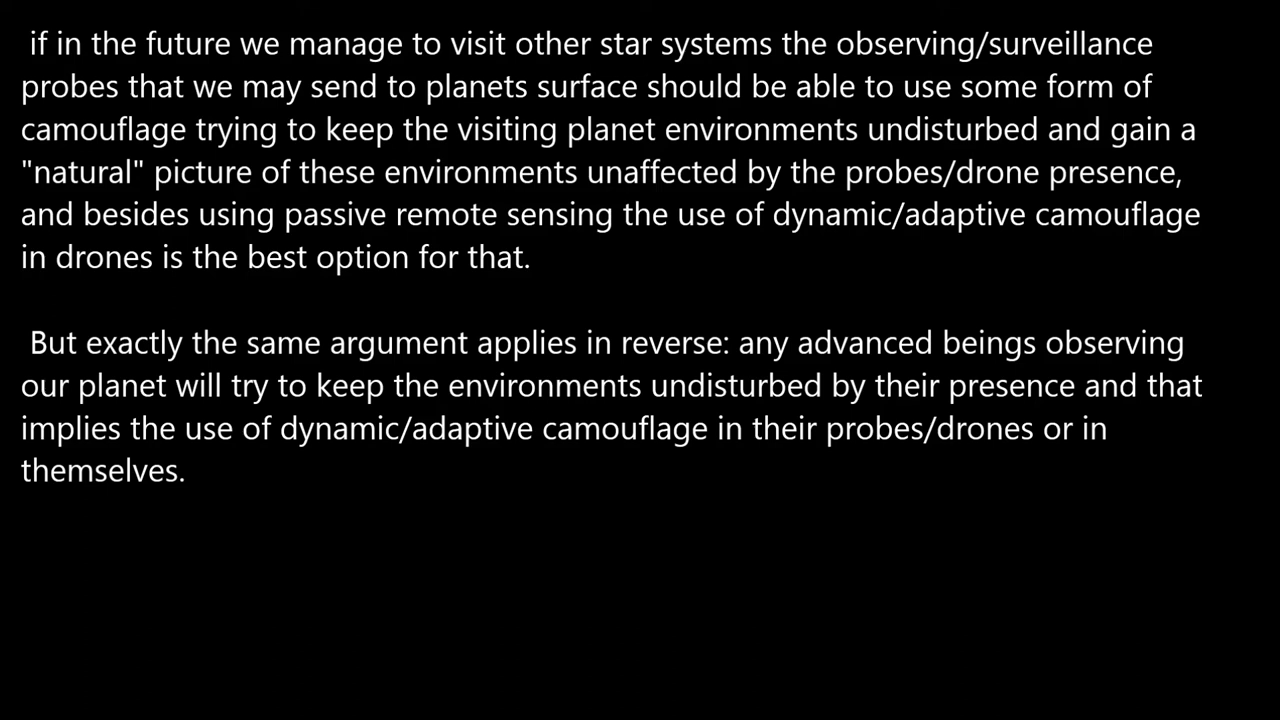 if in the future we manage to visit other star systems the observing/surveillance
probes that we may send to planets surface should be able to use some form of
camouflage trying to keep the visiting planet environments undisturbed and gain a
"natural" picture of these environments unaffected by the probes/drone presence,
and besides using passive remote sensing the use of dynamic/adaptive camouflage
in drones is the best option for that.
But exactly the same argument applies in reverse: any advanced beings observing
our planet will try to keep the environments undisturbed by their presence and that
implies the use of dynamic/adaptive camouflage in their probes/drones or in
themselves.